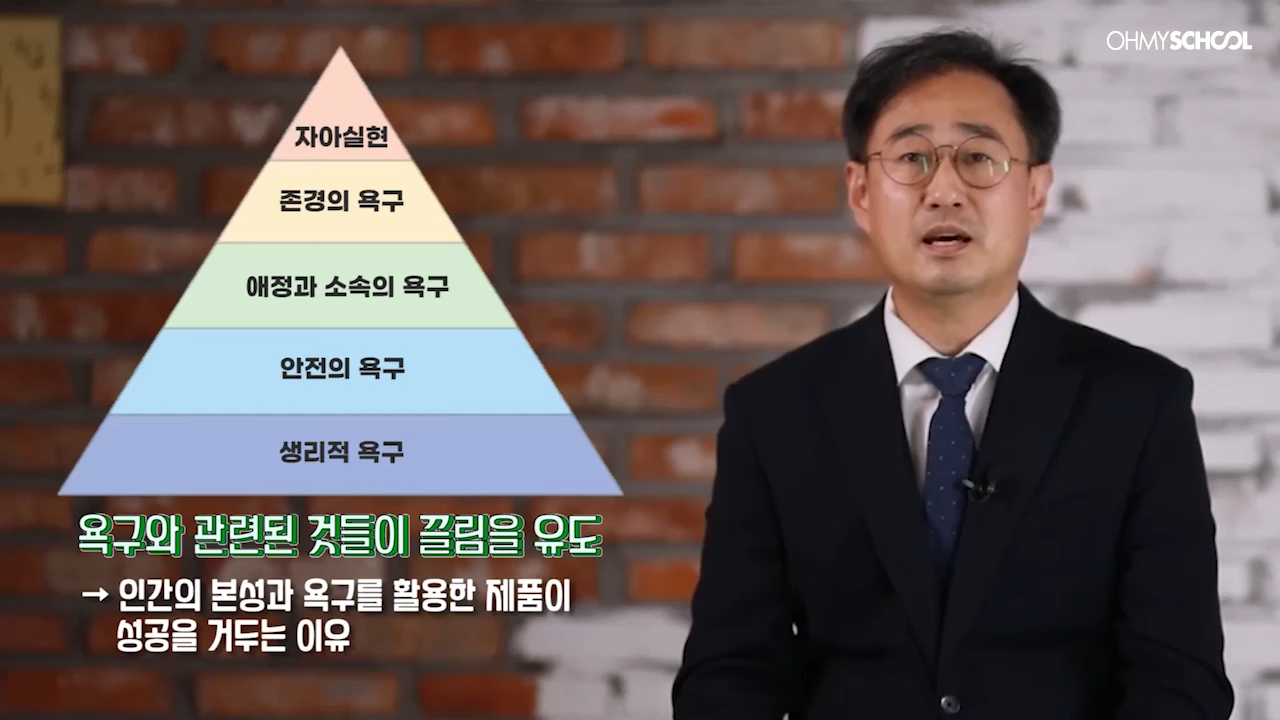 OHMYSCHOOL
자아실현
존경의 욕구
애정과 소속의 욕구
안전의 욕구
생리적 욕구
욕구와 관련된 것들이 끌림을 유도
→ 인간의 본성과 욕구를 활용한 제품이
성공을 거두는 이유